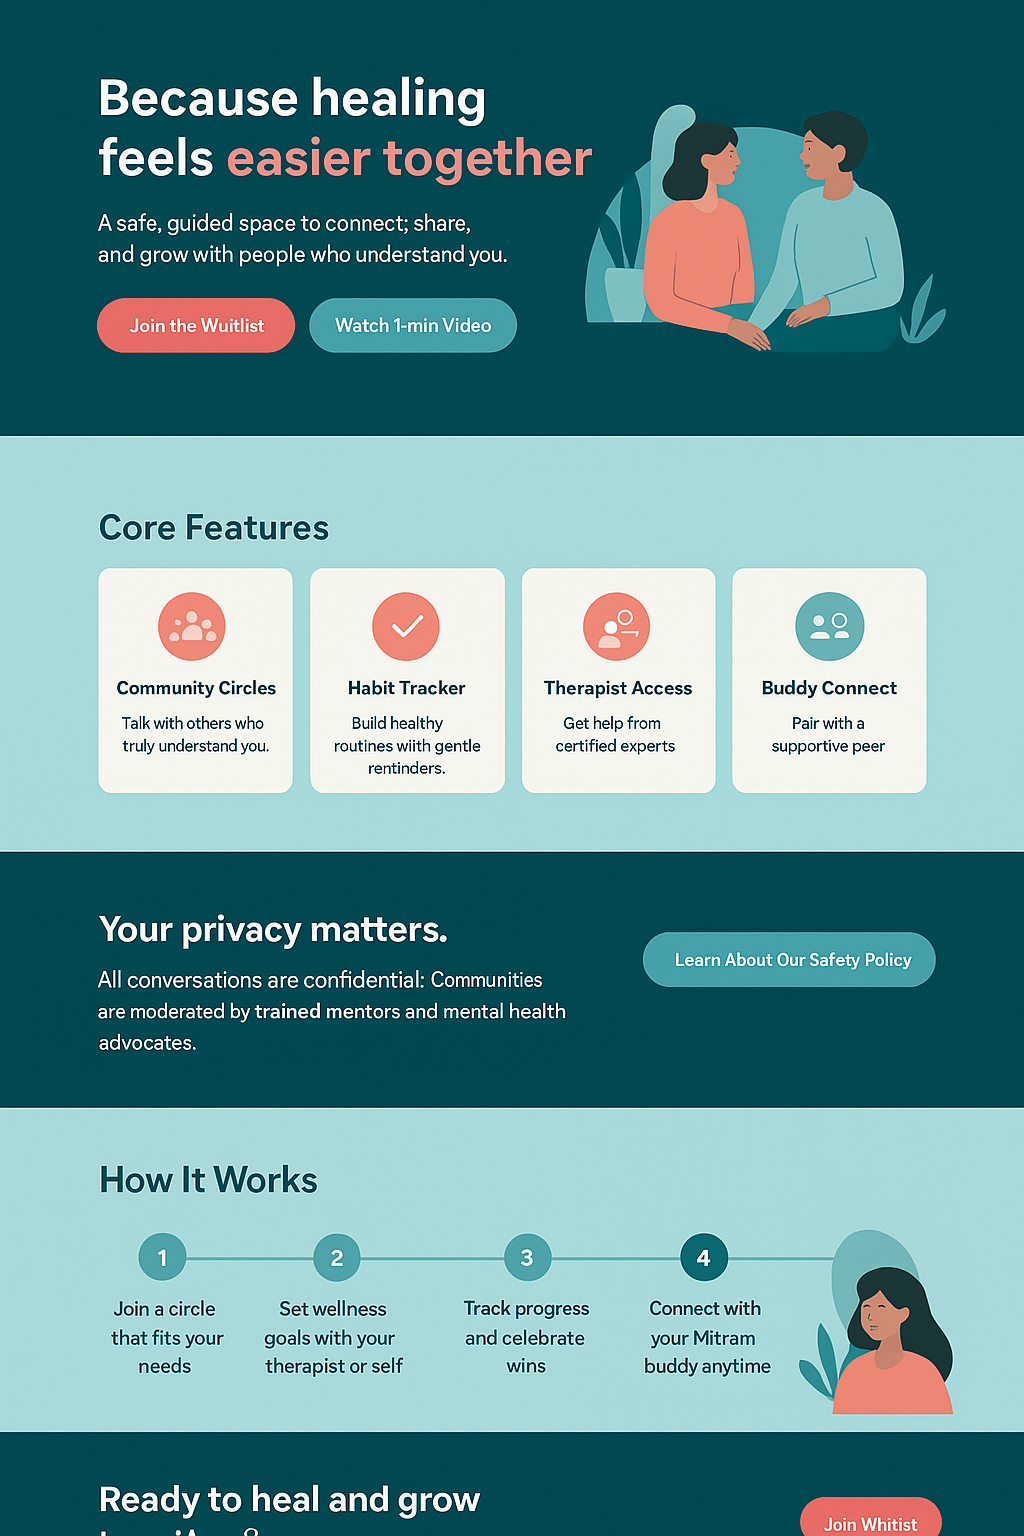 Because healing
feels easier together
A safe, guided space to connect; share,
and grow with people who understand you.
Join the Wuitlist
Watch 1-min Video
Core Features
Community Circles
Talk with others who
truly understand you.
Habit Tracker
Build healthy
routines wiith gentle
rentinders.
Therapist Access
Get help from
certified experts
Buddy Connect
Pair with a
supportive peer
Your privacy matters.
All conversations are confidential: Communities
are moderated by trained mentors and mental health
advocates.
Learn About Our Safety Policy
How It Works
1
Join a circle
that fits your
needs
2
Set wellness
goals with your
therapist or self
3
Track progress
and celebrate
wins
4
Connect with
your Mitram
buddy anytime
Ready to heal and grow
Join Whitist